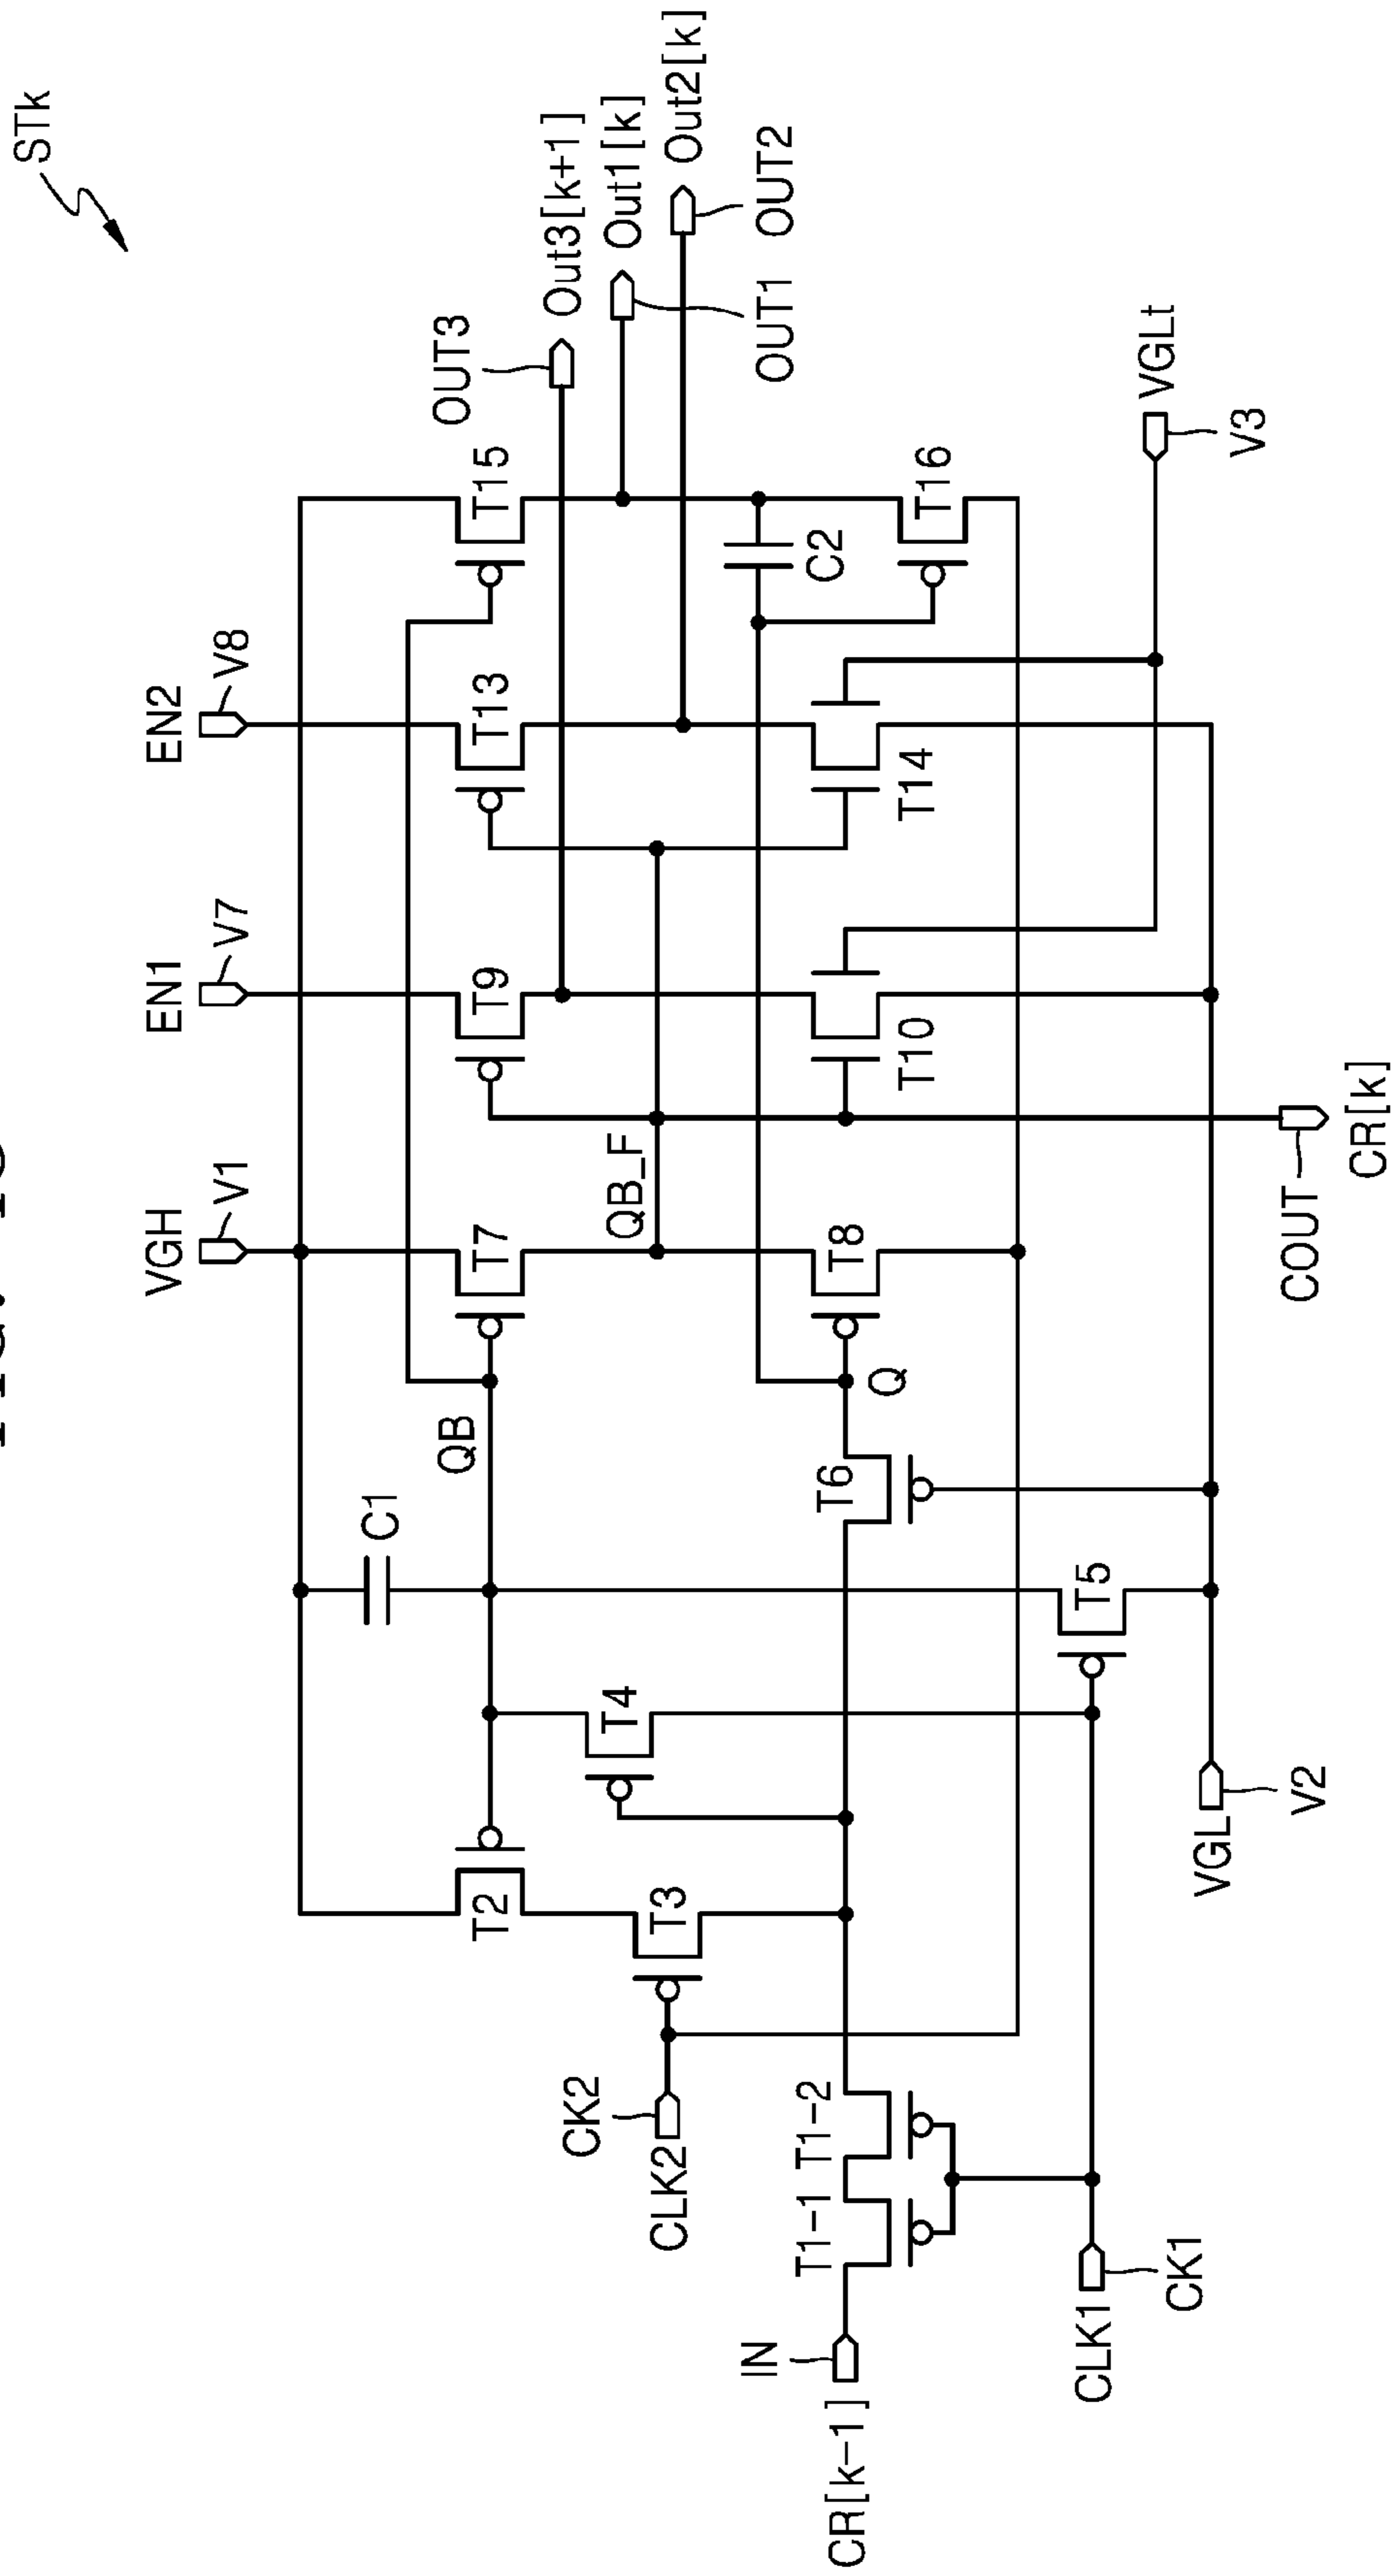 STk
EN1
EN2
VGH
V1
V7
V8
OUT3
Out3[k+1]
Out1[k]
Out2[k]
OUT1
OUT2
C1
QB
T2
T7
T9
T13
T15
CK2
CLK2
T3
T4
QB_F
C2
IN
CR[k-1]
T1-1
T1-2
T6
Q
T8
T10
T14
T16
CLK1
CK1
T5
VGLt
V3
VGL
V2
COUT
CR[k]